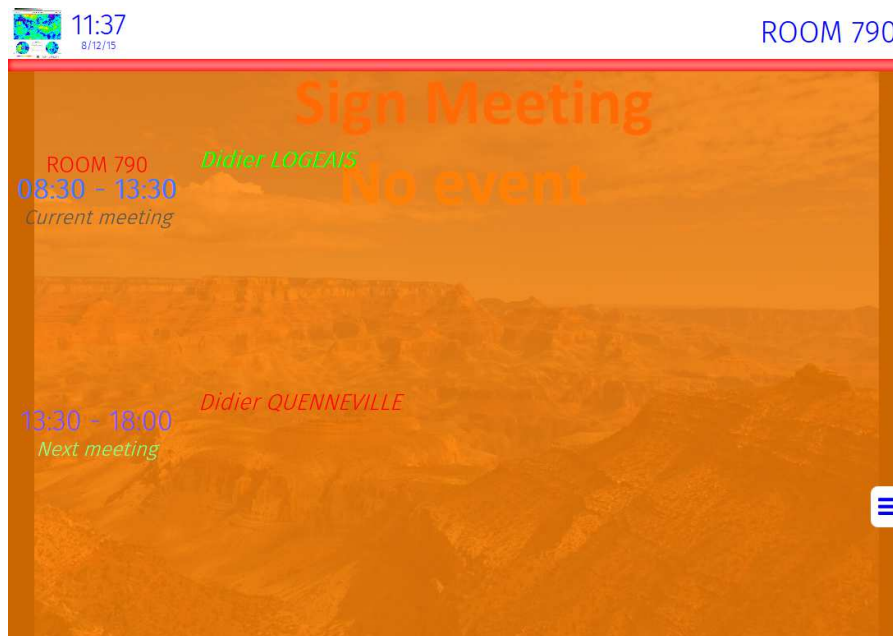 11:37
8/12/15
ROOM 790
Sign Meeting
No event
ROOM 790
08:30 - 13:30
Current meeting
Didier LOGEAIS
13:30 - 18:00
Next meeting
Didier QUENNEVILLE